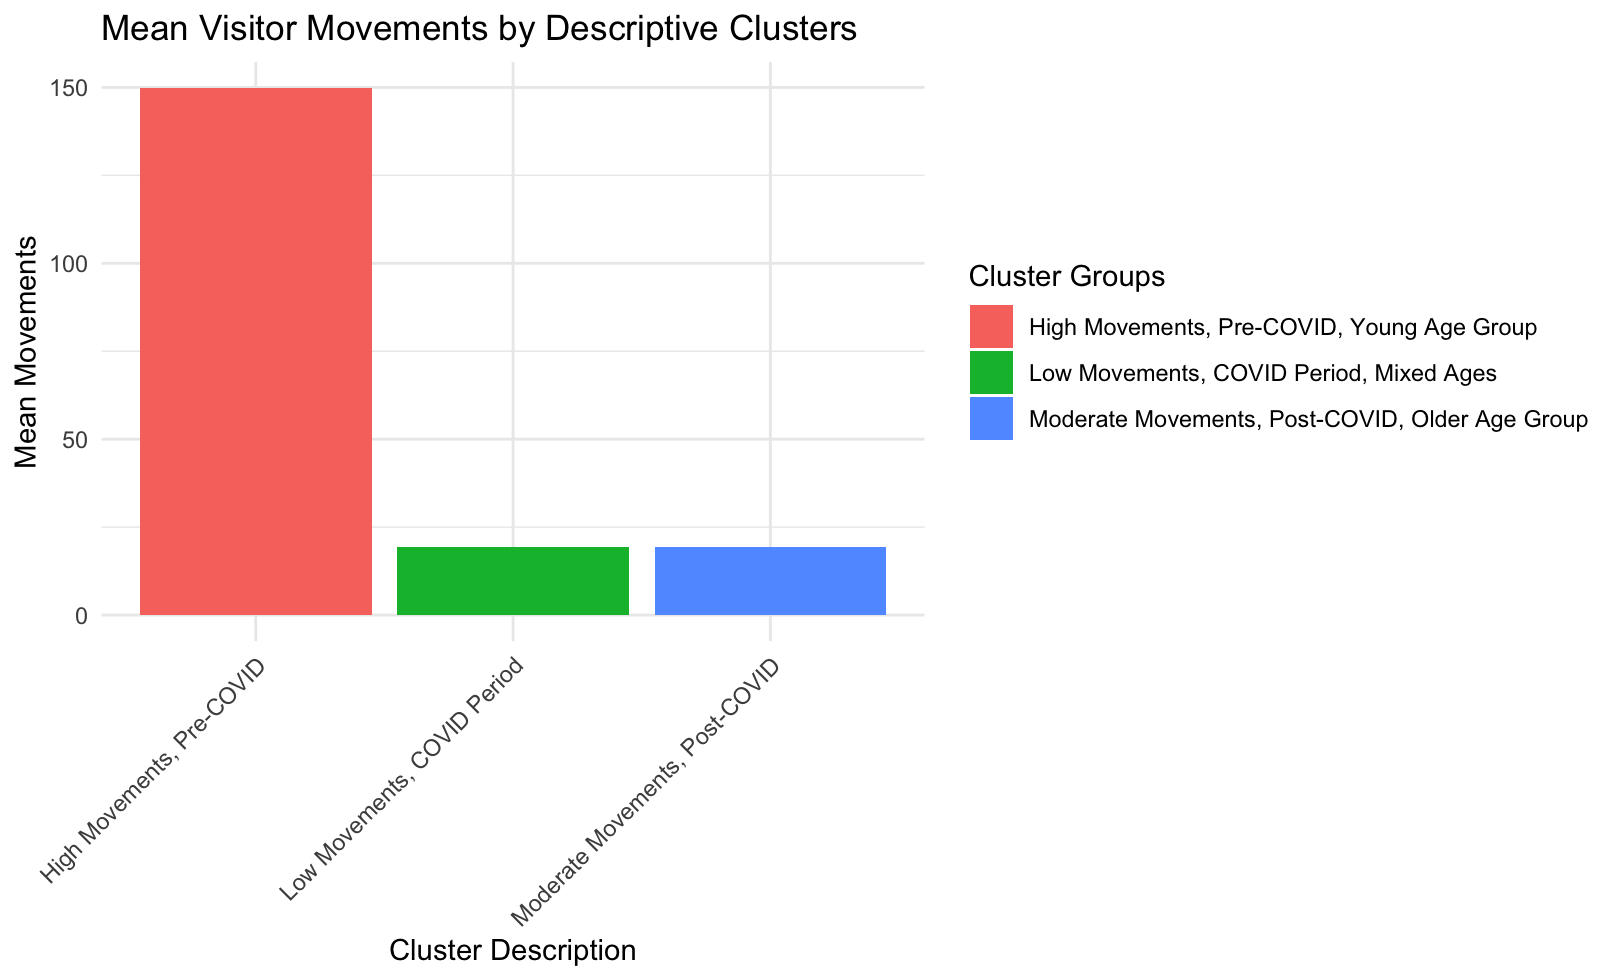 Mean Visitor Movements by Descriptive Clusters
Mean Movements
150
100
50
0
High Movements, Pre-COVID
Low Movements, COVID Period
Moderate Movements, Post-COVID
Cluster Description
Cluster Groups
High Movements, Pre-COVID, Young Age Group
Low Movements, COVID Period, Mixed Ages
Moderate Movements, Post-COVID, Older Age Group